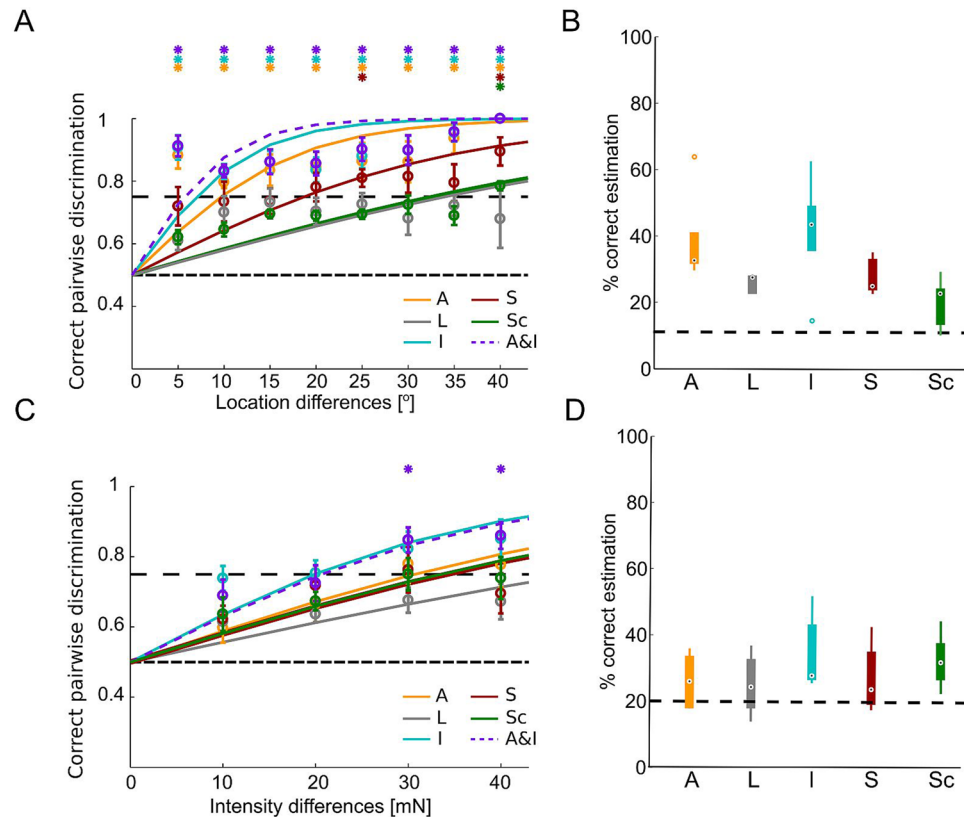 A
Correct pairwise discrimination
1
0.8
0.6
0.4
A
L
I
S
Sc
A&I
0 5 10 15 20 25 30 35 40
Location differences [º]
B
% correct estimation
100
80
60
40
20
0
A L I S Sc
C
Correct pairwise discrimination
1
0.8
0.6
0.4
A
L
I
S
Sc
A&I
0 10 20 30 40
Intensity differences [mN]
D
% correct estimation
100
80
60
40
20
0
A L I S Sc